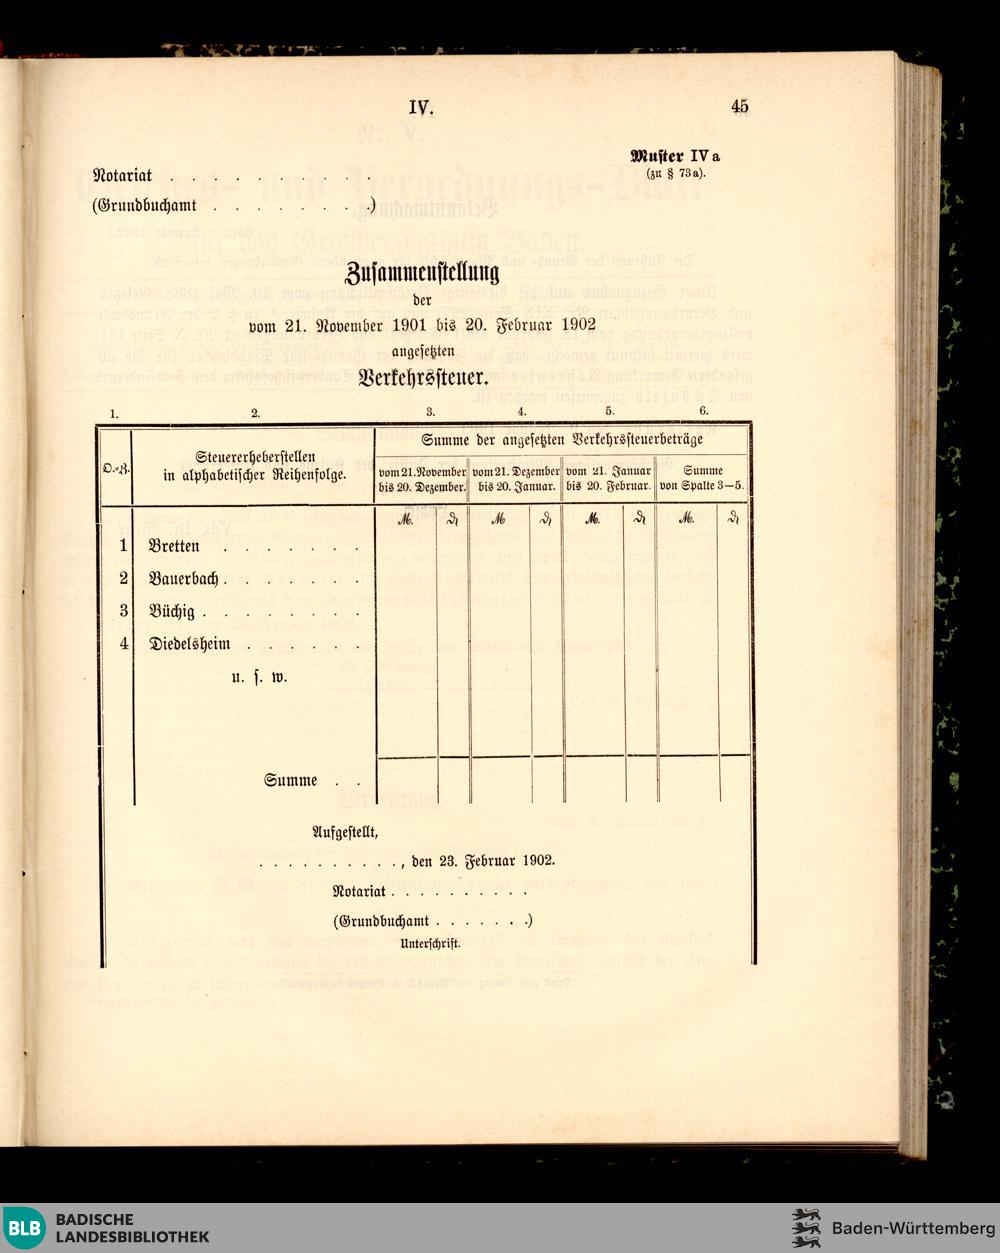 IV.
45
Muster IV a
(zu § 73 a).
Notariat . . . . . . . .
(Grundbuchamt . . . . . . .)
Zusammenstellung
der
vom 21. November 1901 bis 20. Februar 1902
angesetzten
Verkehrssteuer.
1. 2. 3. 4. 5. 6.
O.-Z.
Steuererheberstellen
in alphabetischer Reihenfolge.
Summe der angesetzten Verkehrssteuerbeträge
vom 21. November
bis 20. Dezember.
vom 21. Dezember
bis 20. Januar.
vom 21. Januar
bis 20. Februar.
Summe
von Spalte 3—5.
M. ₰ M. ₰ M. ₰ M. ₰
1 Bretten . . . . . . .
2 Bauerbach . . . . . . .
3 Büchig . . . . . . . .
4 Diedelsheim . . . . . .
u. s. w.
Summe . .
Aufgestellt,
. . . . . . . . . . , den 23. Februar 1902.
Notariat . . . . . . . . . .
(Grundbuchamt . . . . . . .)
Unterschrift.
BLB BADISCHE
LANDESBIBLIOTHEK
Baden-Württemberg